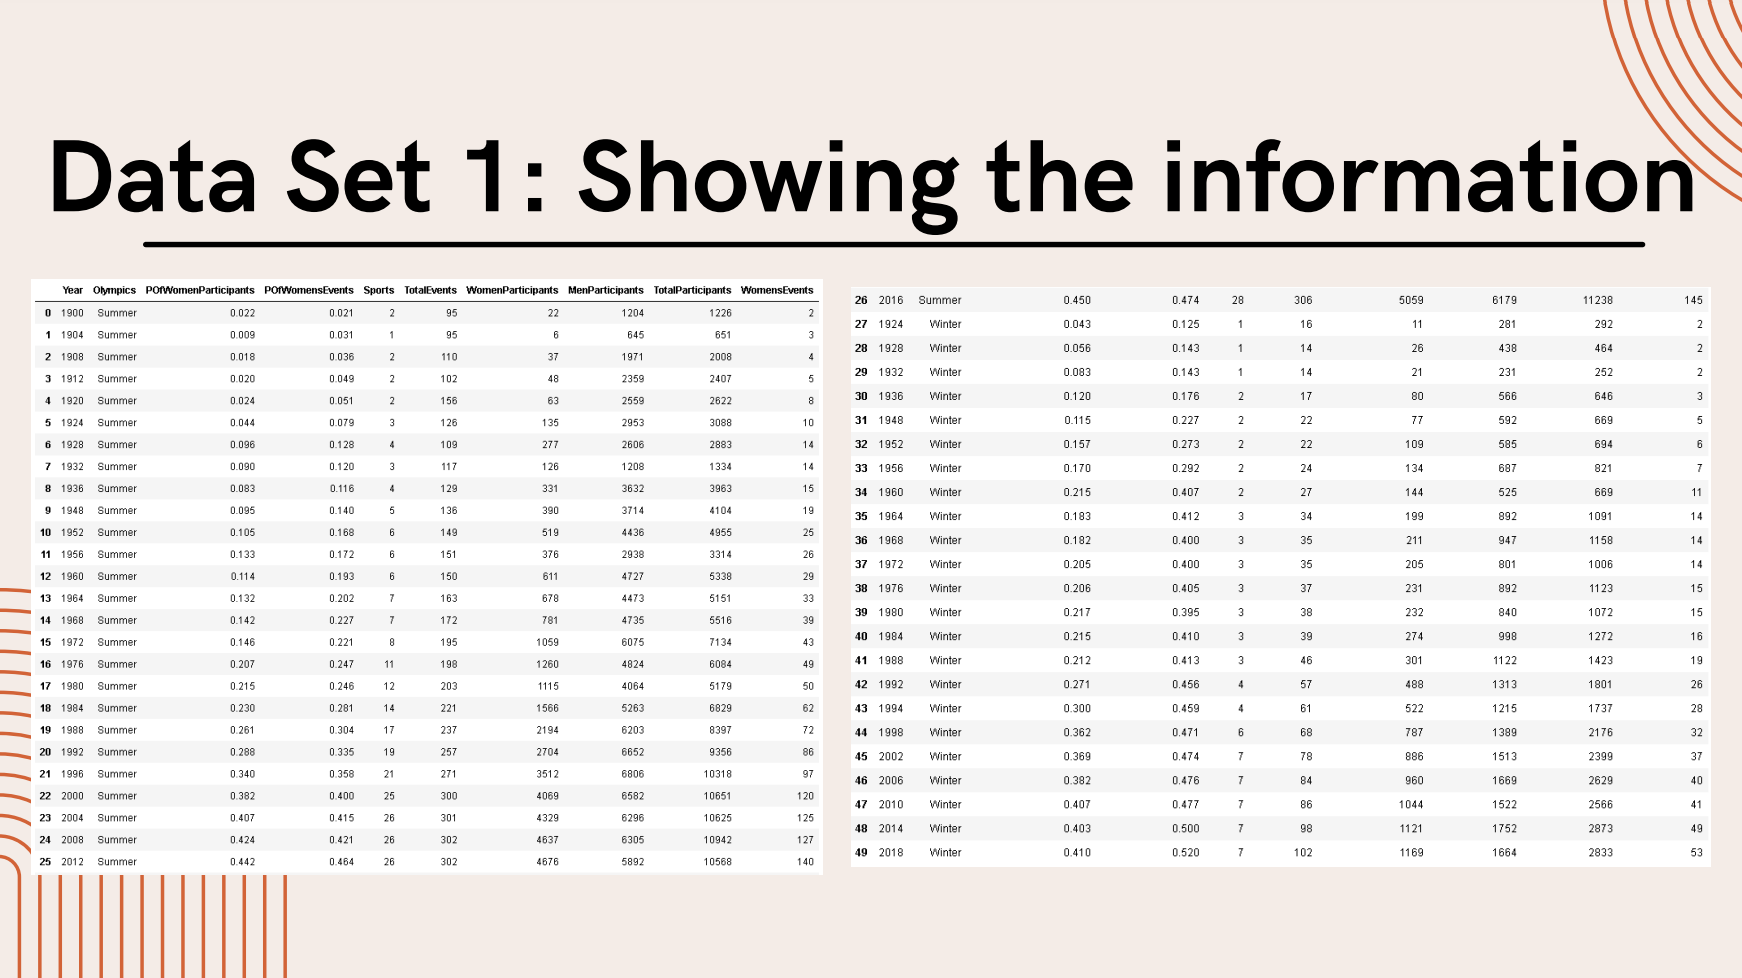 Data Set 1: Showing the information
Year Olympics POfWomenParticipants POfWomensEvents Sports TotalEvents WomenParticipants MenParticipants TotalParticipants WomensEvents
0 1900 Summer 0.022 0.021 2 95 22 1204 1226 2
1 1904 Summer 0.009 0.031 1 95 6 645 651 3
2 1908 Summer 0.018 0.036 2 110 37 1971 2008 4
3 1912 Summer 0.020 0.049 2 102 48 2359 2407 5
4 1920 Summer 0.024 0.051 2 156 63 2559 2622 8
5 1924 Summer 0.044 0.079 3 126 135 2953 3088 10
6 1928 Summer 0.096 0.128 4 109 277 2606 2883 14
7 1932 Summer 0.090 0.120 3 117 126 1208 1334 14
8 1936 Summer 0.083 0.116 4 129 331 3632 3963 15
9 1948 Summer 0.095 0.140 5 136 390 3714 4104 19
10 1952 Summer 0.105 0.168 6 149 519 4436 4955 25
11 1956 Summer 0.133 0.172 6 151 376 2938 3314 26
12 1960 Summer 0.114 0.193 6 150 611 4727 5338 29
13 1964 Summer 0.132 0.202 7 163 678 4473 5151 33
14 1968 Summer 0.142 0.227 7 172 781 4735 5516 39
15 1972 Summer 0.146 0.221 8 195 1059 6075 7134 43
16 1976 Summer 0.207 0.247 11 198 1260 4824 6084 49
17 1980 Summer 0.215 0.246 12 203 1115 4064 5179 50
18 1984 Summer 0.230 0.281 14 221 1566 5263 6829 62
19 1988 Summer 0.261 0.304 17 237 2194 6203 8397 72
20 1992 Summer 0.288 0.335 19 257 2704 6652 9356 86
21 1996 Summer 0.340 0.358 21 271 3512 6806 10318 97
22 2000 Summer 0.382 0.400 25 300 4069 6582 10651 120
23 2004 Summer 0.407 0.415 26 301 4329 6296 10625 125
24 2008 Summer 0.424 0.421 26 302 4637 6305 10942 127
25 2012 Summer 0.442 0.464 26 302 4676 5892 10568 140
26 2016 Summer 0.450 0.474 28 306 5059 6179 11238 145
27 1924 Winter 0.043 0.125 1 16 11 281 292 2
28 1928 Winter 0.056 0.143 1 14 26 438 464 2
29 1932 Winter 0.083 0.143 1 14 21 231 252 2
30 1936 Winter 0.120 0.176 2 17 80 566 646 3
31 1948 Winter 0.115 0.227 2 22 77 592 669 5
32 1952 Winter 0.157 0.273 2 22 109 585 694 6
33 1956 Winter 0.170 0.292 2 24 134 687 821 7
34 1960 Winter 0.215 0.407 2 27 144 525 669 11
35 1964 Winter 0.183 0.412 3 34 199 892 1091 14
36 1968 Winter 0.182 0.400 3 35 211 947 1158 14
37 1972 Winter 0.205 0.400 3 35 205 801 1006 14
38 1976 Winter 0.206 0.405 3 37 231 892 1123 15
39 1980 Winter 0.217 0.395 3 38 232 840 1072 15
40 1984 Winter 0.215 0.410 3 39 274 998 1272 16
41 1988 Winter 0.212 0.413 3 46 301 1122 1423 19
42 1992 Winter 0.271 0.456 4 57 488 1313 1801 26
43 1994 Winter 0.300 0.459 4 61 522 1215 1737 28
44 1998 Winter 0.362 0.471 6 68 787 1389 2176 32
45 2002 Winter 0.369 0.474 7 78 886 1513 2399 37
46 2006 Winter 0.382 0.476 7 84 960 1669 2629 40
47 2010 Winter 0.407 0.477 7 86 1044 1522 2566 41
48 2014 Winter 0.403 0.500 7 98 1121 1752 2873 49
49 2018 Winter 0.410 0.520 7 102 1169 1664 2833 53